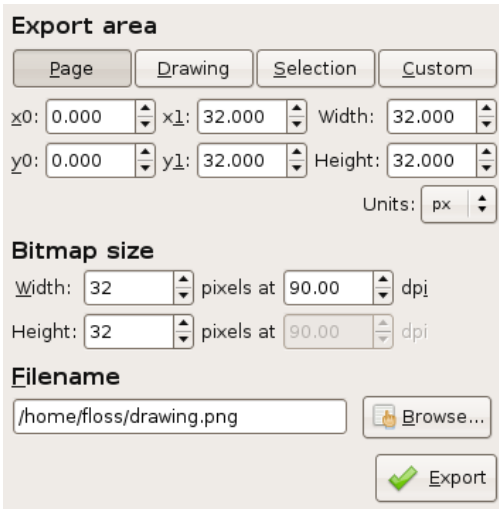 Export area
Page Drawing Selection Custom
x0: 0.000 x1: 32.000 Width: 32.000
y0: 0.000 y1: 32.000 Height: 32.000
Units: px
Bitmap size
Width: 32 pixels at 90.00 dpi
Height: 32 pixels at 90.00 dpi
Filename
/home/floss/drawing.png Browse...
Export